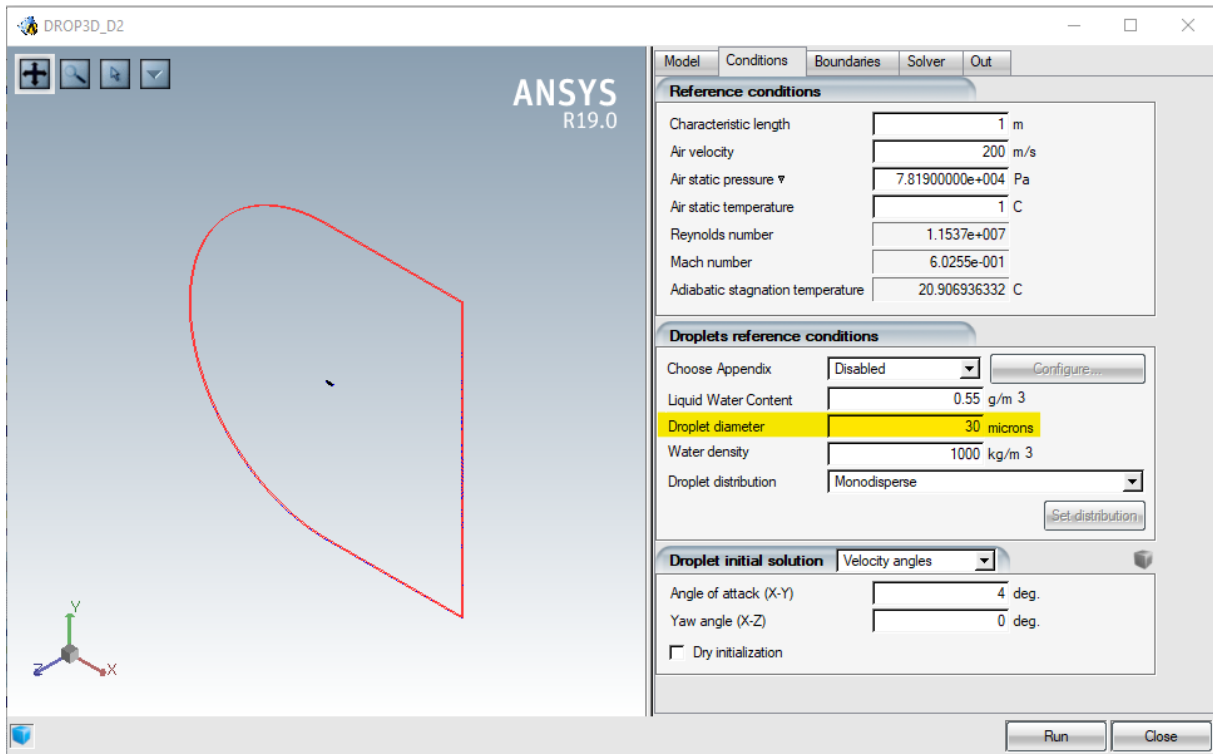 DROP3D_D2
ANSYS
R19.0
Y
Z
X
Model Conditions Boundaries Solver Out
Reference conditions
Characteristic length 1 m
Air velocity 200 m/s
Air static pressure 7.81900000e+004 Pa
Air static temperature 1 C
Reynolds number 1.1537e+007
Mach number 6.0255e-001
Adiabatic stagnation temperature 20.906936332 C
Droplets reference conditions
Choose Appendix Disabled Configure...
Liquid Water Content 0.55 g/m 3
Droplet diameter 30 microns
Water density 1000 kg/m 3
Droplet distribution Monodisperse
Set distribution
Droplet initial solution Velocity angles
Angle of attack (X-Y) 4 deg.
Yaw angle (X-Z) 0 deg.
Dry initialization
Run Close